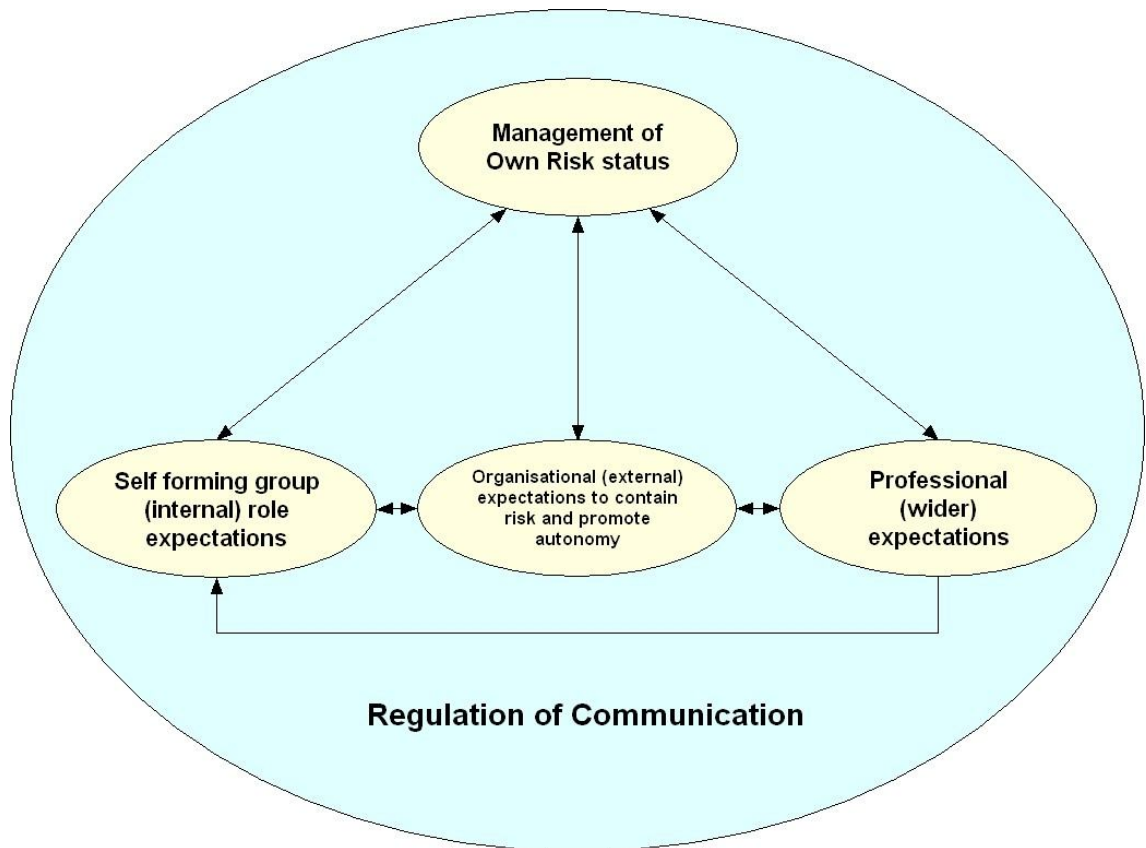 Management of
Own Risk status
Self forming group
(internal) role
expectations
Organisational (external)
expectations to contain
risk and promote
autonomy
Professional
(wider)
expectations
Regulation of Communication